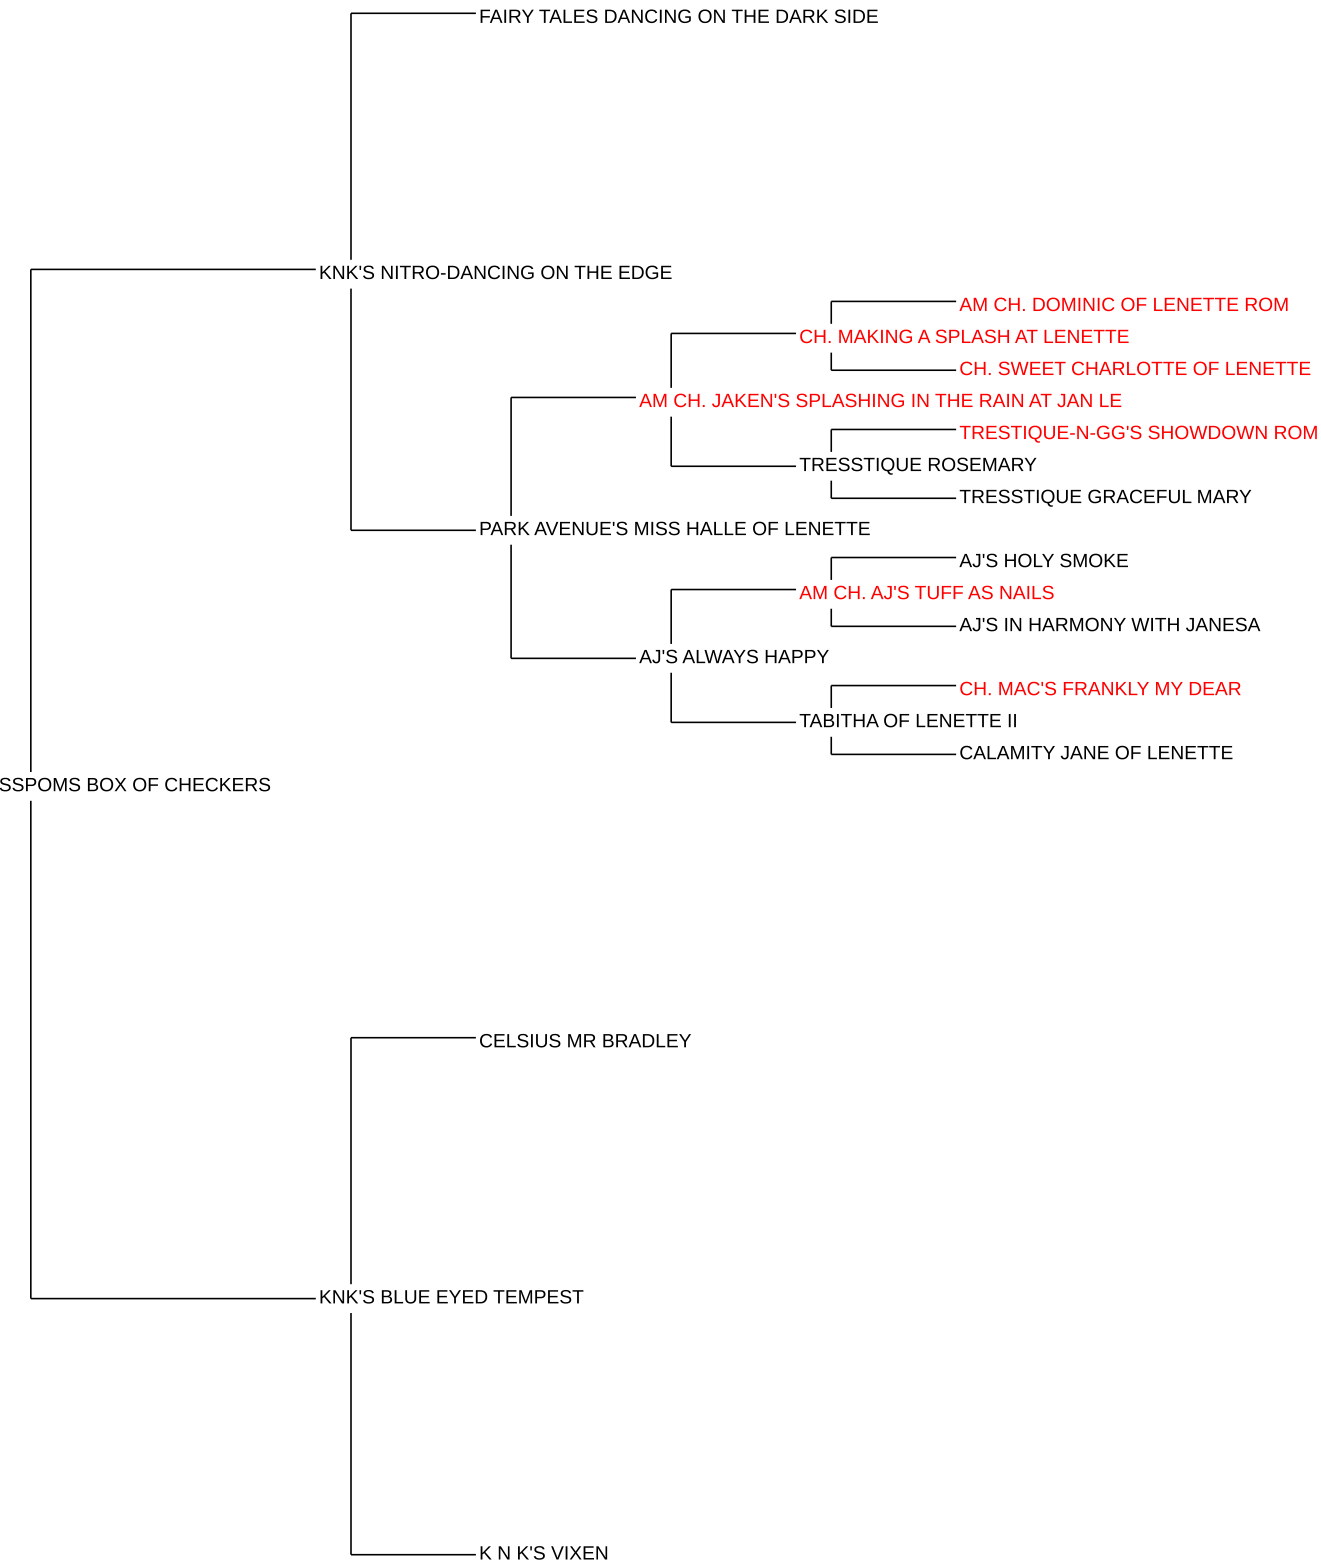 FAIRY TALES DANCING ON THE DARK SIDE
KNK'S NITRO-DANCING ON THE EDGE
AM CH. DOMINIC OF LENETTE ROM
CH. MAKING A SPLASH AT LENETTE
CH. SWEET CHARLOTTE OF LENETTE
AM CH. JAKEN'S SPLASHING IN THE RAIN AT JAN LE
TRESTIQUE-N-GG'S SHOWDOWN ROM
TRESSTIQUE ROSEMARY
TRESSTIQUE GRACEFUL MARY
PARK AVENUE'S MISS HALLE OF LENETTE
AJ'S HOLY SMOKE
AM CH. AJ'S TUFF AS NAILS
AJ'S IN HARMONY WITH JANESA
AJ'S ALWAYS HAPPY
CH. MAC'S FRANKLY MY DEAR
TABITHA OF LENETTE II
CALAMITY JANE OF LENETTE
SSPOMS BOX OF CHECKERS
CELSIUS MR BRADLEY
KNK'S BLUE EYED TEMPEST
K N K'S VIXEN